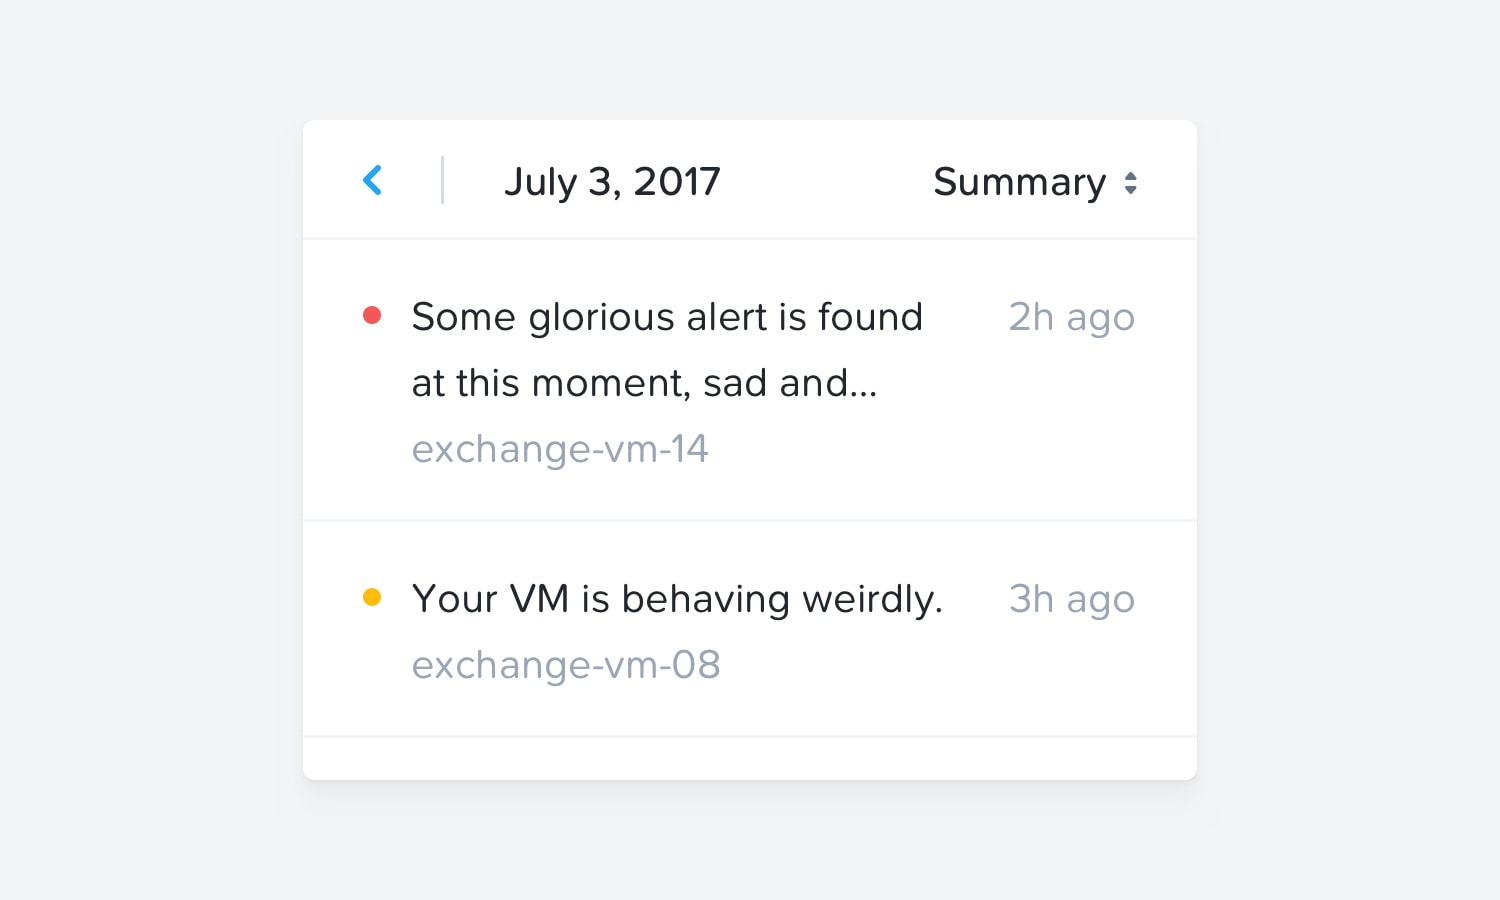 July 3, 2017
Summary
Some glorious alert is found
2h ago
at this moment, sad and...
exchange-vm-14
Your VM is behaving weirdly.
3h ago
exchange-vm-08